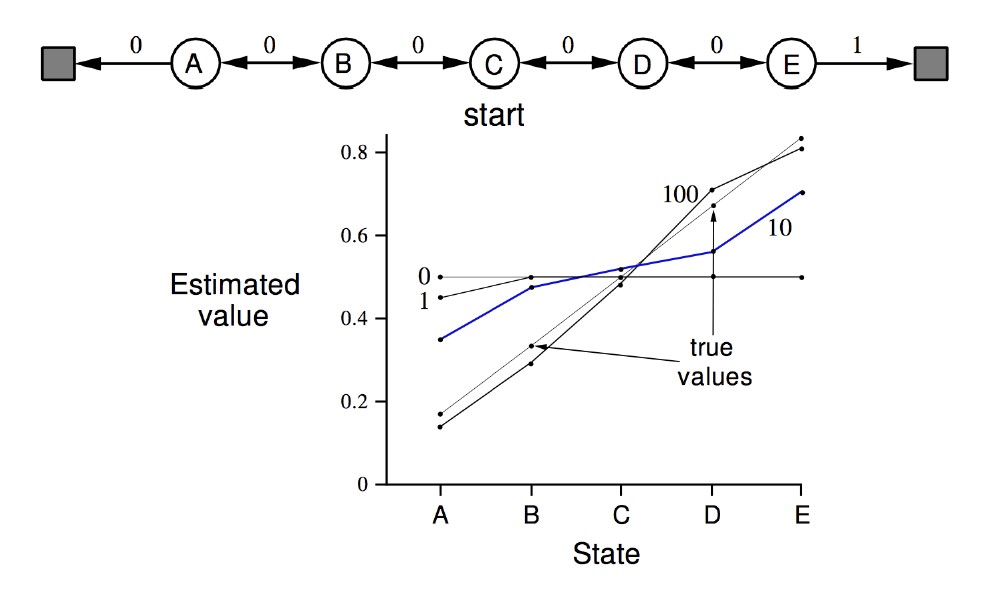 0 0 0 0 0 1
A B C D E
start
0.8
100
0.6
10
Estimated
value
0
1
0.4
true
values
0.2
0
A B C D E
State